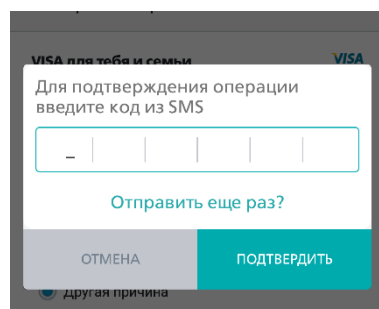 VISA для тебя и семьи VISA
Для подтверждения операции
введите код из SMS
Отправить еще раз?
ОТМЕНА ПОДТВЕРДИТЬ
Другая причина